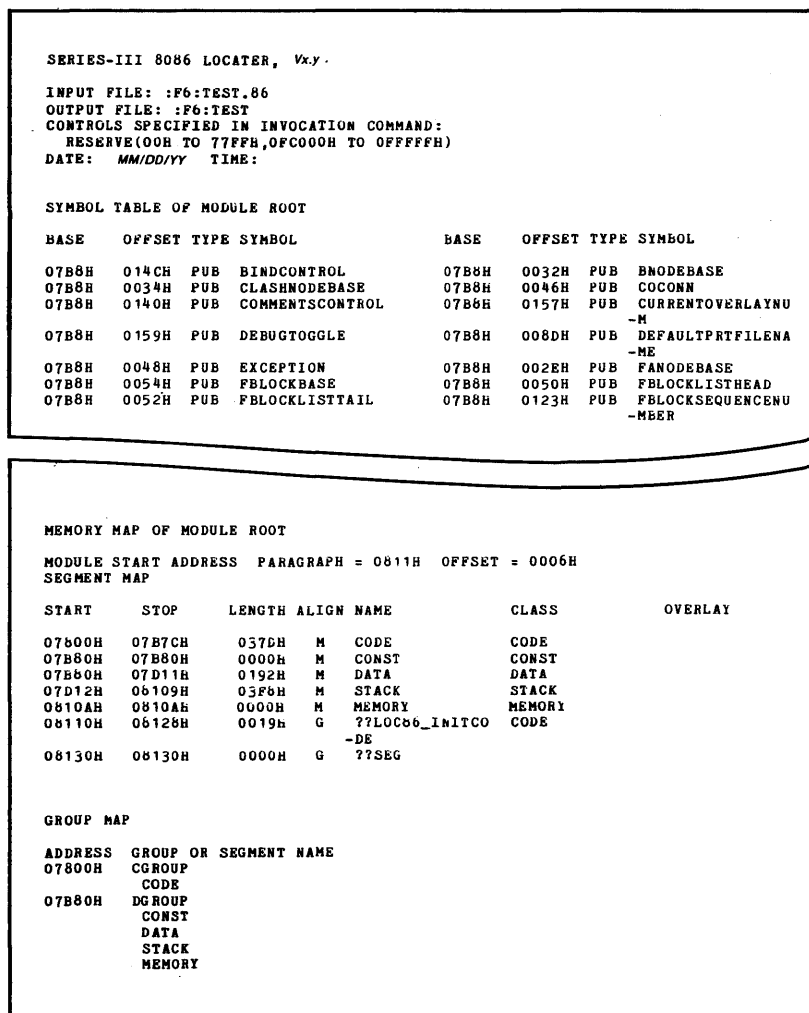 SERIES-III 8086 LOCATER, Vx.y.
INPUT FILE: :F6:TEST.86
OUTPUT FILE: :F6:TEST
CONTROLS SPECIFIED IN INVOCATION COMMAND:
RESERVE(00H TO 77FFH,0FC000H TO 0FFFFFH)
DATE: MM/DD/YY TIME:
SYMBOL TABLE OF MODULE ROOT
BASE OFFSET TYPE SYMBOL BASE OFFSET TYPE SYMBOL
07B8H 014CH PUB BINDCONTROL 07B8H 0032H PUB BNODEBASE
07B8H 0034H PUB CLASHNODEBASE 07B8H 0046H PUB COCONN
07B8H 0140H PUB COMMENTSCONTROL 07B8H 0157H PUB CURRENTOVERLAYNU
-M
07B8H 0159H PUB DEBUGTOGGLE 07B8H 008DH PUB DEFAULTPRTFILENA
-ME
07B8H 0048H PUB EXCEPTION 07B8H 002EH PUB FANODEBASE
07B8H 0054H PUB FBLOCKBASE 07B8H 0050H PUB FBLOCKLISTHEAD
07B8H 0052H PUB FBLOCKLISTTAIL 07B8H 0123H PUB FBLOCKSEQUENCENU
-MBER
MEMORY MAP OF MODULE ROOT
MODULE START ADDRESS PARAGRAPH = 0811H OFFSET = 0006H
SEGMENT MAP
START STOP LENGTH ALIGN NAME CLASS OVERLAY
07800H 07B7CH 037DH M CODE CODE
07B80H 07B80H 0000H M CONST CONST
07B80H 07D11H 0192H M DATA DATA
07D12H 08109H 03F8H M STACK STACK
0810AH 0810AH 0000H M MEMORY MEMORY
08110H 08128H 0019H G ??LOC86_INITCO CODE
-DE
08130H 08130H 0000H G ??SEG
GROUP MAP
ADDRESS GROUP OR SEGMENT NAME
07800H CGROUP
CODE
07B80H DGROUP
CONST
DATA
STACK
MEMORY